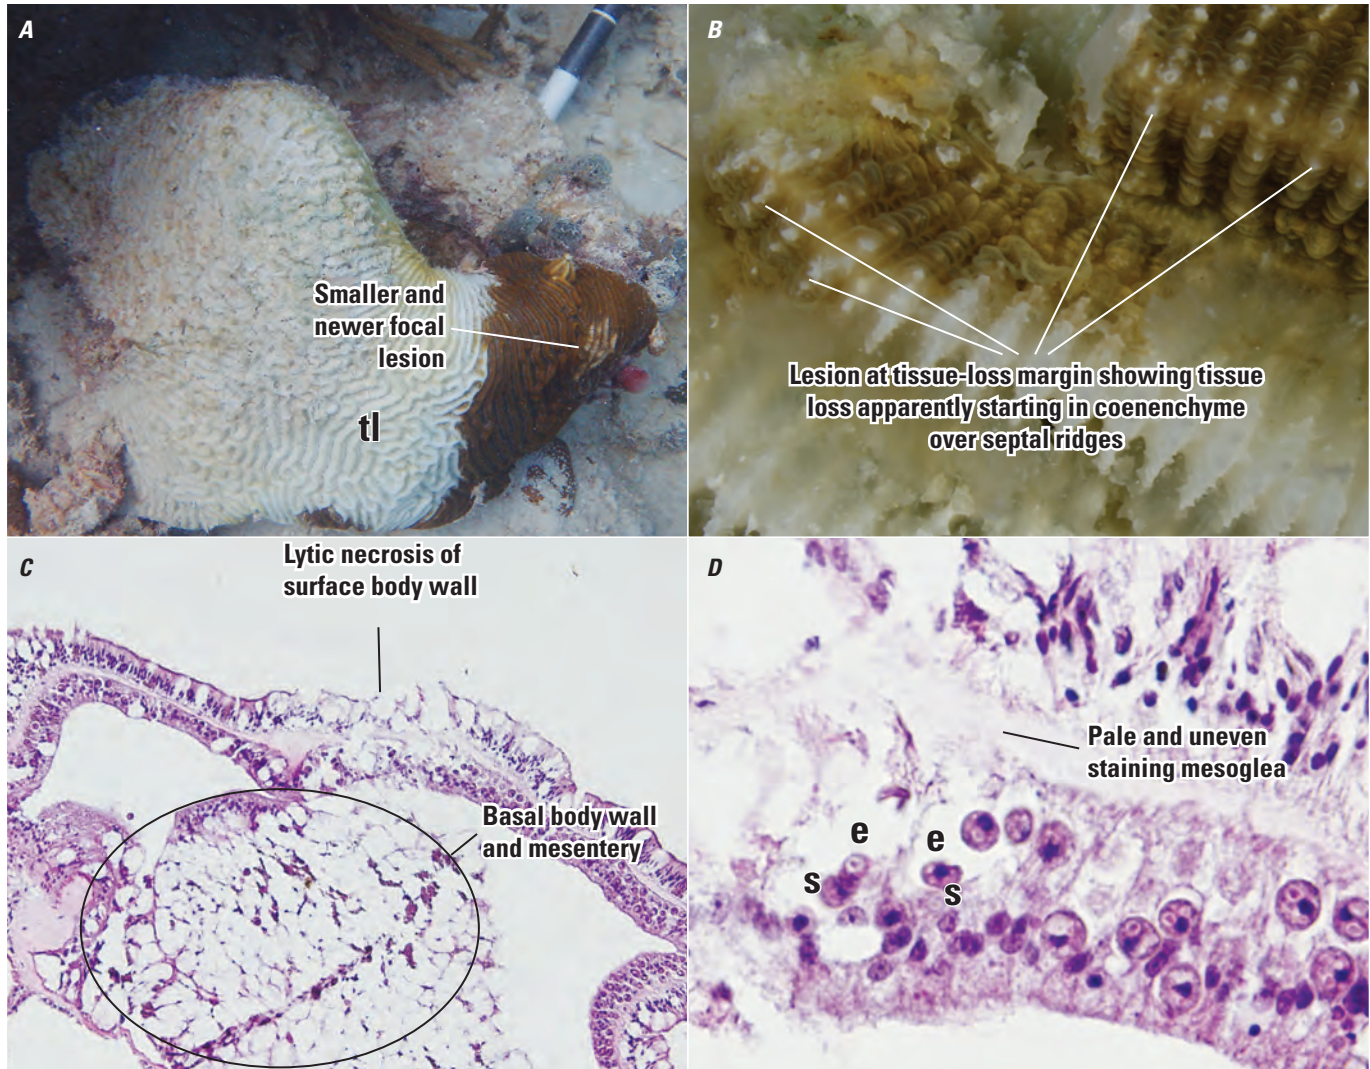 A
Smaller and
newer focal
lesion
tl
B
Lesion at tissue-loss margin showing tissue
loss apparently starting in coenenchyme
over septal ridges
C
Lytic necrosis of
surface body wall
Basal body wall
and mesentery
D
Pale and uneven
staining mesoglea
e
e
s
s